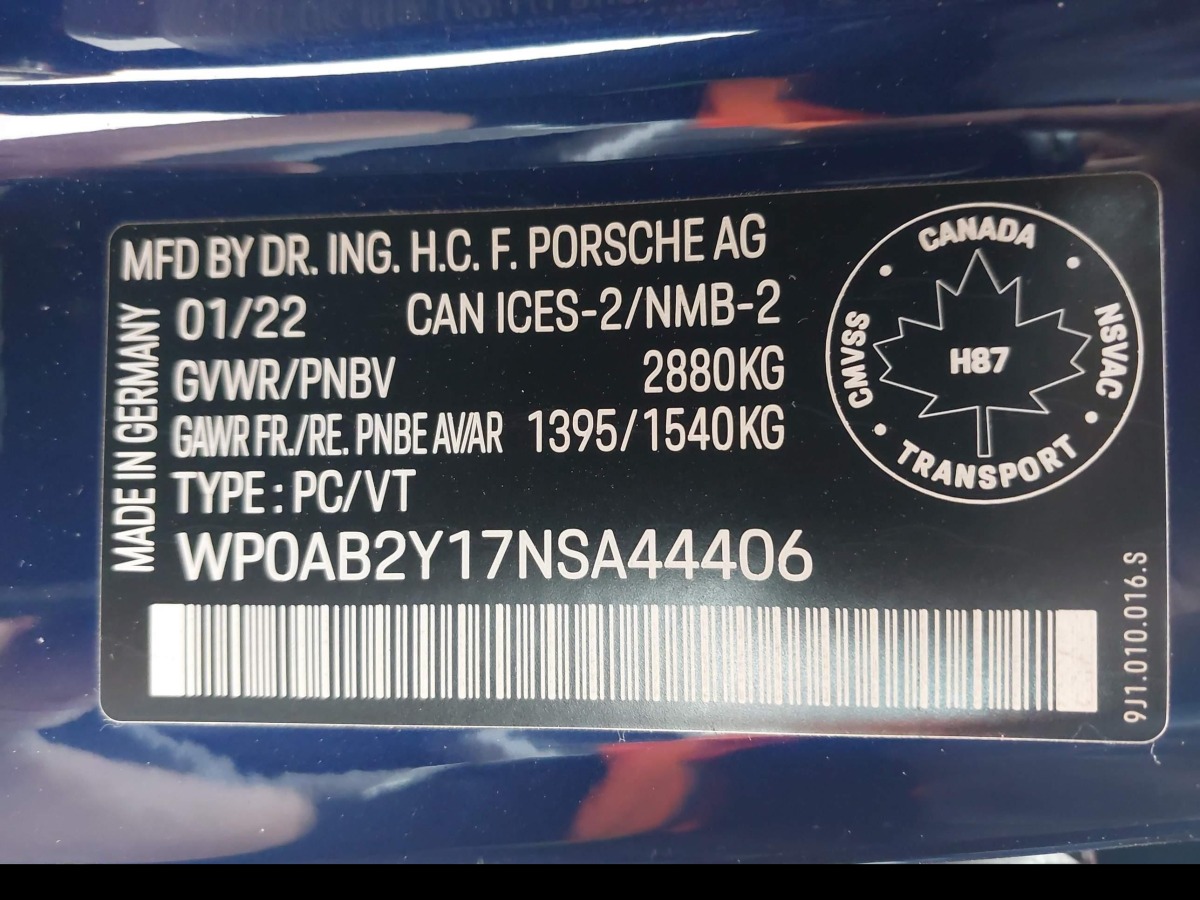 MFD BY DR. ING. H.C. F. PORSCHE AG
01/22 CAN ICES-2/NMB-2
GVWR/PNBV 2880KG
GAWR FR./RE. PNBE AV/AR 1395/1540KG
TYPE: PC/VT
WP0AB2Y17NSA44406
MADE IN GERMANY
CANADA
CMVSS
NSVAC
H87
TRANSPORT
9J1.010.016.S